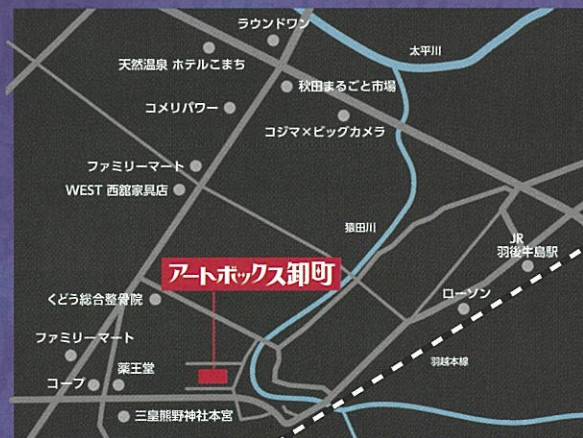 ラウンドワン
太平川
天然温泉 ホテルこまち
秋田まるごと市場
コメリパワー
コジマ×ビッグカメラ
ファミリーマート
WEST 西舘家具店
猿田川
JR
羽後牛島駅
アートボックス卸町
くどう総合整骨院
ローソン
ファミリーマート
羽越本線
薬王堂
コープ
三皇熊野神社本宮